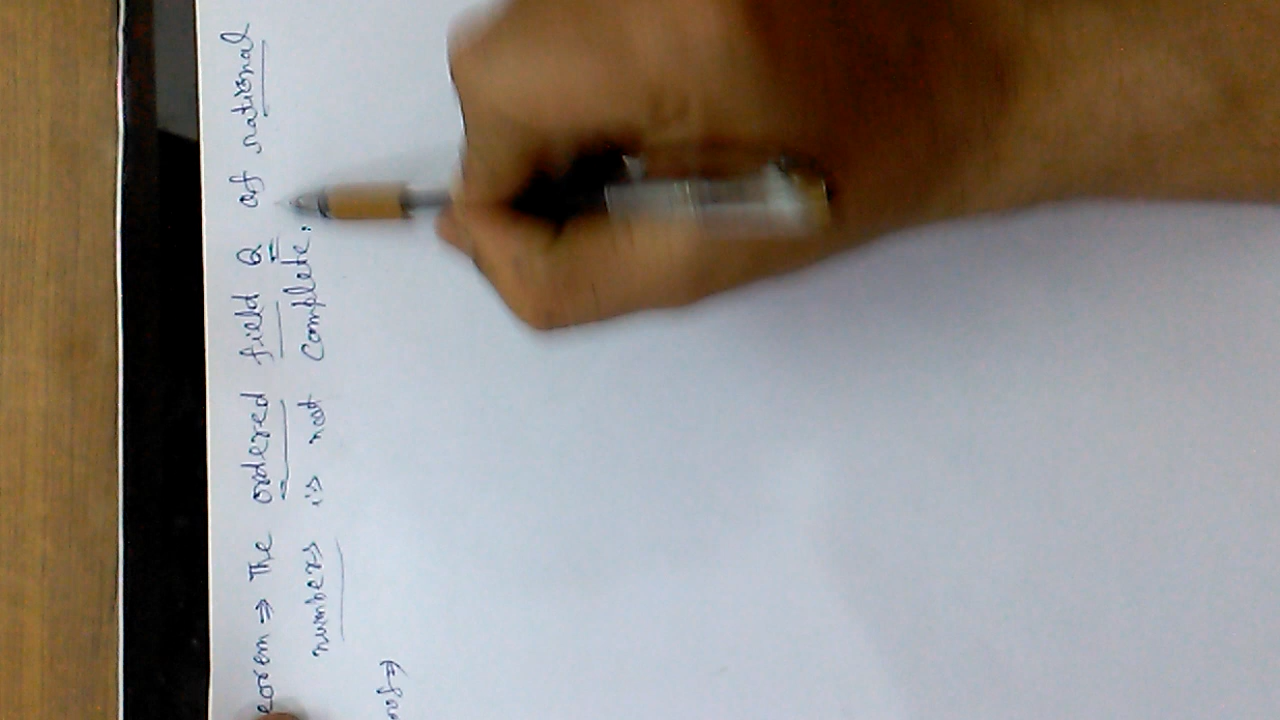 eorem ⇒ The ordered field Q of rational
numbers is not complete.
oof ⇒